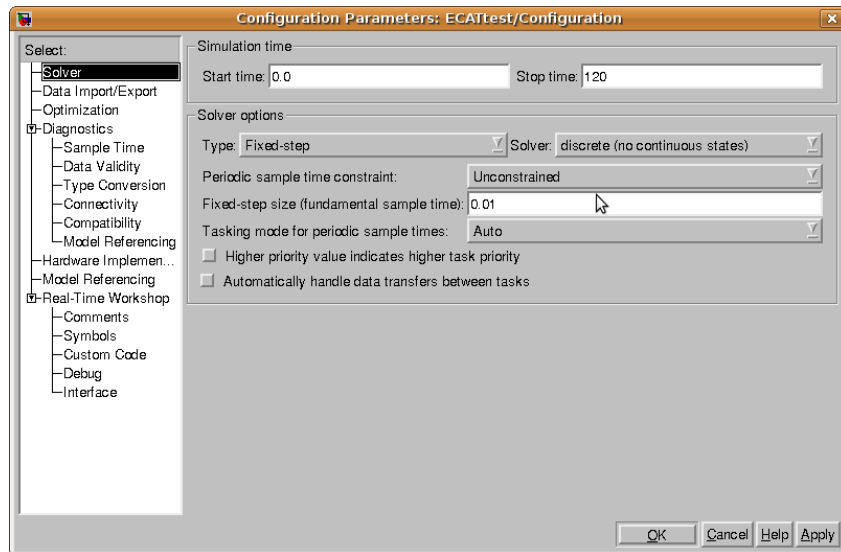 Configuration Parameters: ECATtest/Configuration
Select:
Solver
Data Import/Export
Optimization
Diagnostics
Sample Time
Data Validity
Type Conversion
Connectivity
Compatibility
Model Referencing
Hardware Implemen...
Model Referencing
Real-Time Workshop
Comments
Symbols
Custom Code
Debug
Interface
Simulation time
Start time: 0.0 Stop time: 120
Solver options
Type: Fixed-step Solver: discrete (no continuous states)
Periodic sample time constraint: Unconstrained
Fixed-step size (fundamental sample time): 0.01
Tasking mode for periodic sample times: Auto
Higher priority value indicates higher task priority
Automatically handle data transfers between tasks
OK Cancel Help Apply